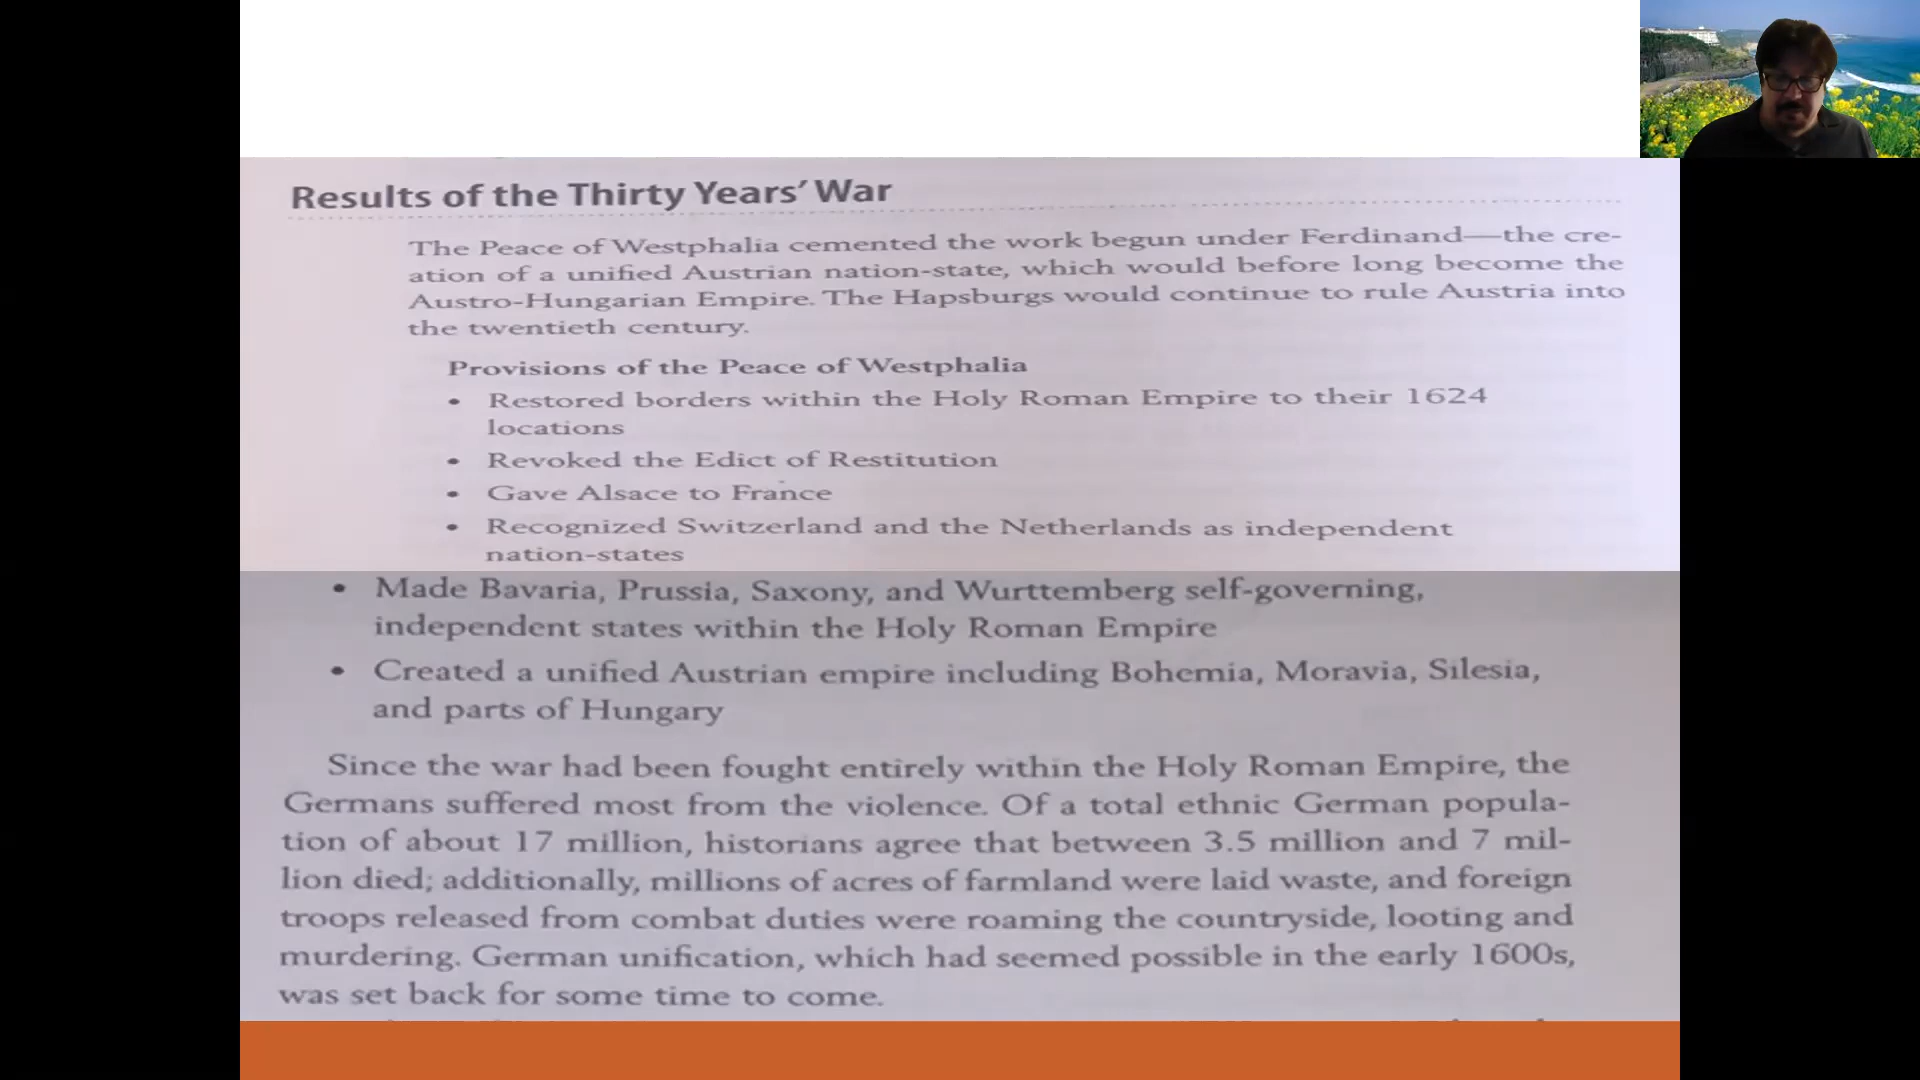 Results of the Thirty Years' War
The Peace of Westphalia cemented the work begun under Ferdinand—the cre-
ation of a unified Austrian nation-state, which would before long become the
Austro-Hungarian Empire. The Hapsburgs would continue to rule Austria into
the twentieth century.
Provisions of the Peace of Westphalia
• Restored borders within the Holy Roman Empire to their 1624
locations
• Revoked the Edict of Restitution
• Gave Alsace to France
• Recognized Switzerland and the Netherlands as independent
nation-states
• Made Bavaria, Prussia, Saxony, and Wurttemberg self-governing,
independent states within the Holy Roman Empire
• Created a unified Austrian empire including Bohemia, Moravia, Silesia,
and parts of Hungary
Since the war had been fought entirely within the Holy Roman Empire, the
Germans suffered most from the violence. Of a total ethnic German popula-
tion of about 17 million, historians agree that between 3.5 million and 7 mil-
lion died; additionally, millions of acres of farmland were laid waste, and foreign
troops released from combat duties were roaming the countryside, looting and
murdering. German unification, which had seemed possible in the early 1600s,
was set back for some time to come.